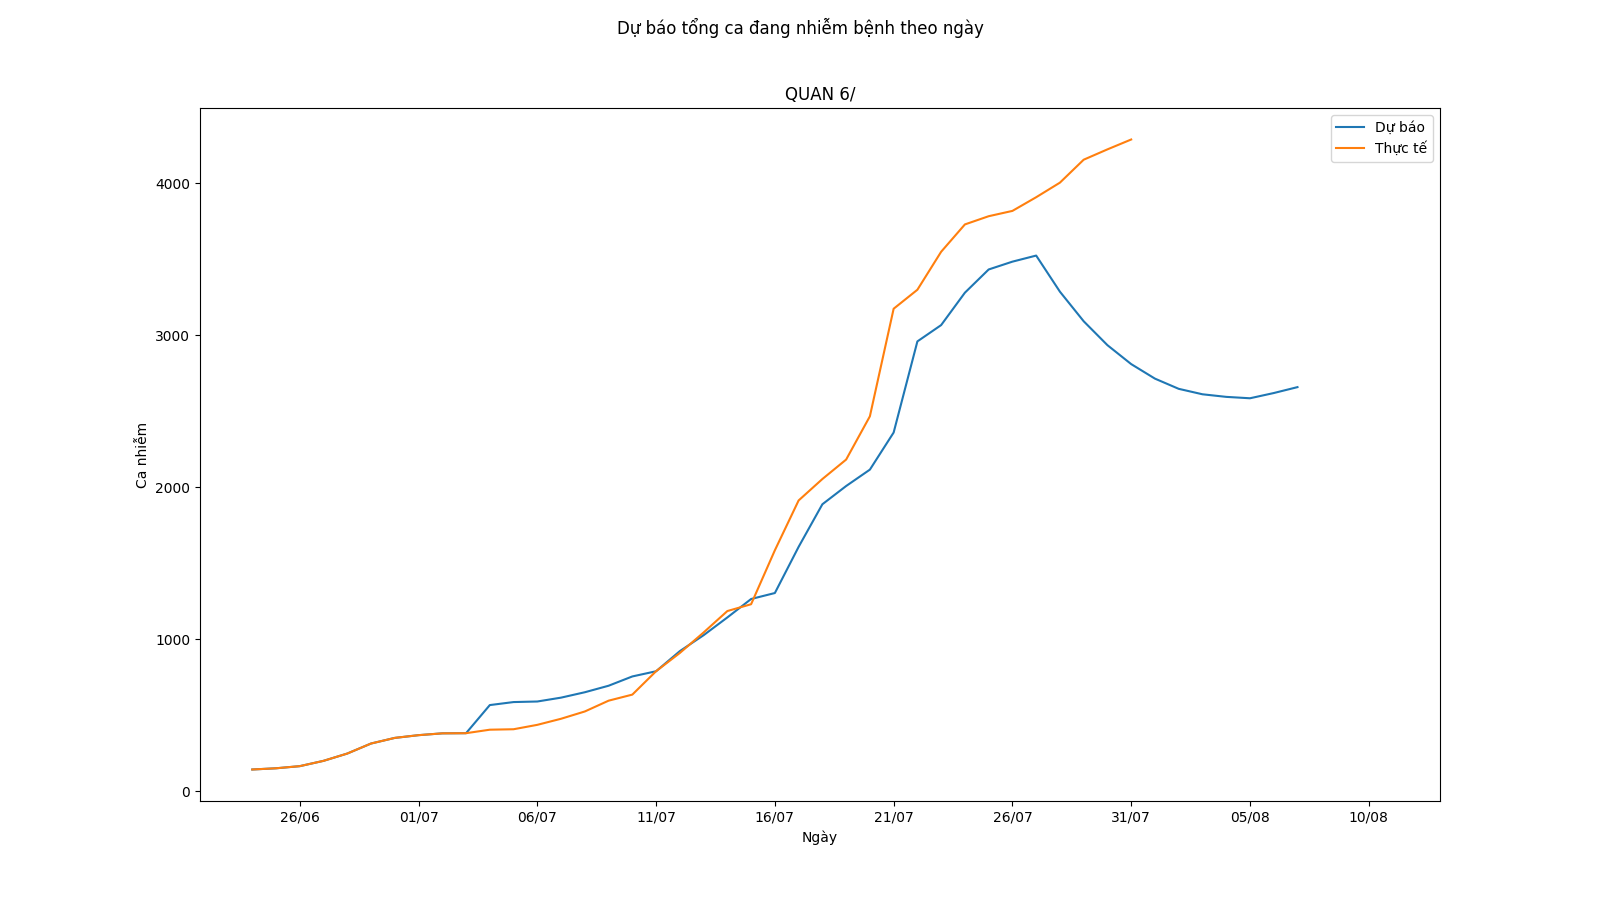 Dự báo tổng ca đang nhiễm bệnh theo ngày
QUAN 6/
Dự báo
Thực tế
4000
3000
2000
1000
0
Ca nhiễm
26/06 01/07 06/07 11/07 16/07 21/07 26/07 31/07 05/08 10/08
Ngày